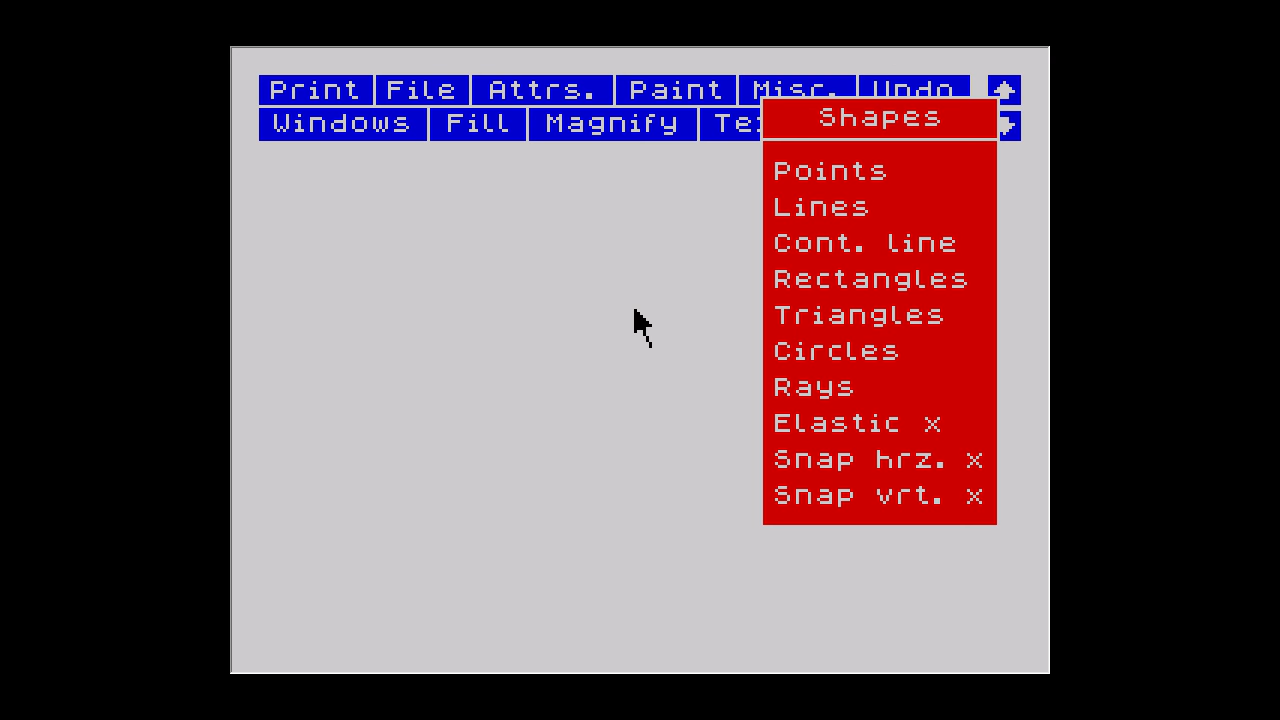 Print File Attrs. Paint Misc. Undo
Windows Fill Magnify
Shapes
Points
Lines
Cont. line
Rectangles
Triangles
Circles
Rays
Elastic x
Snap hrz. x
Snap vrt. x